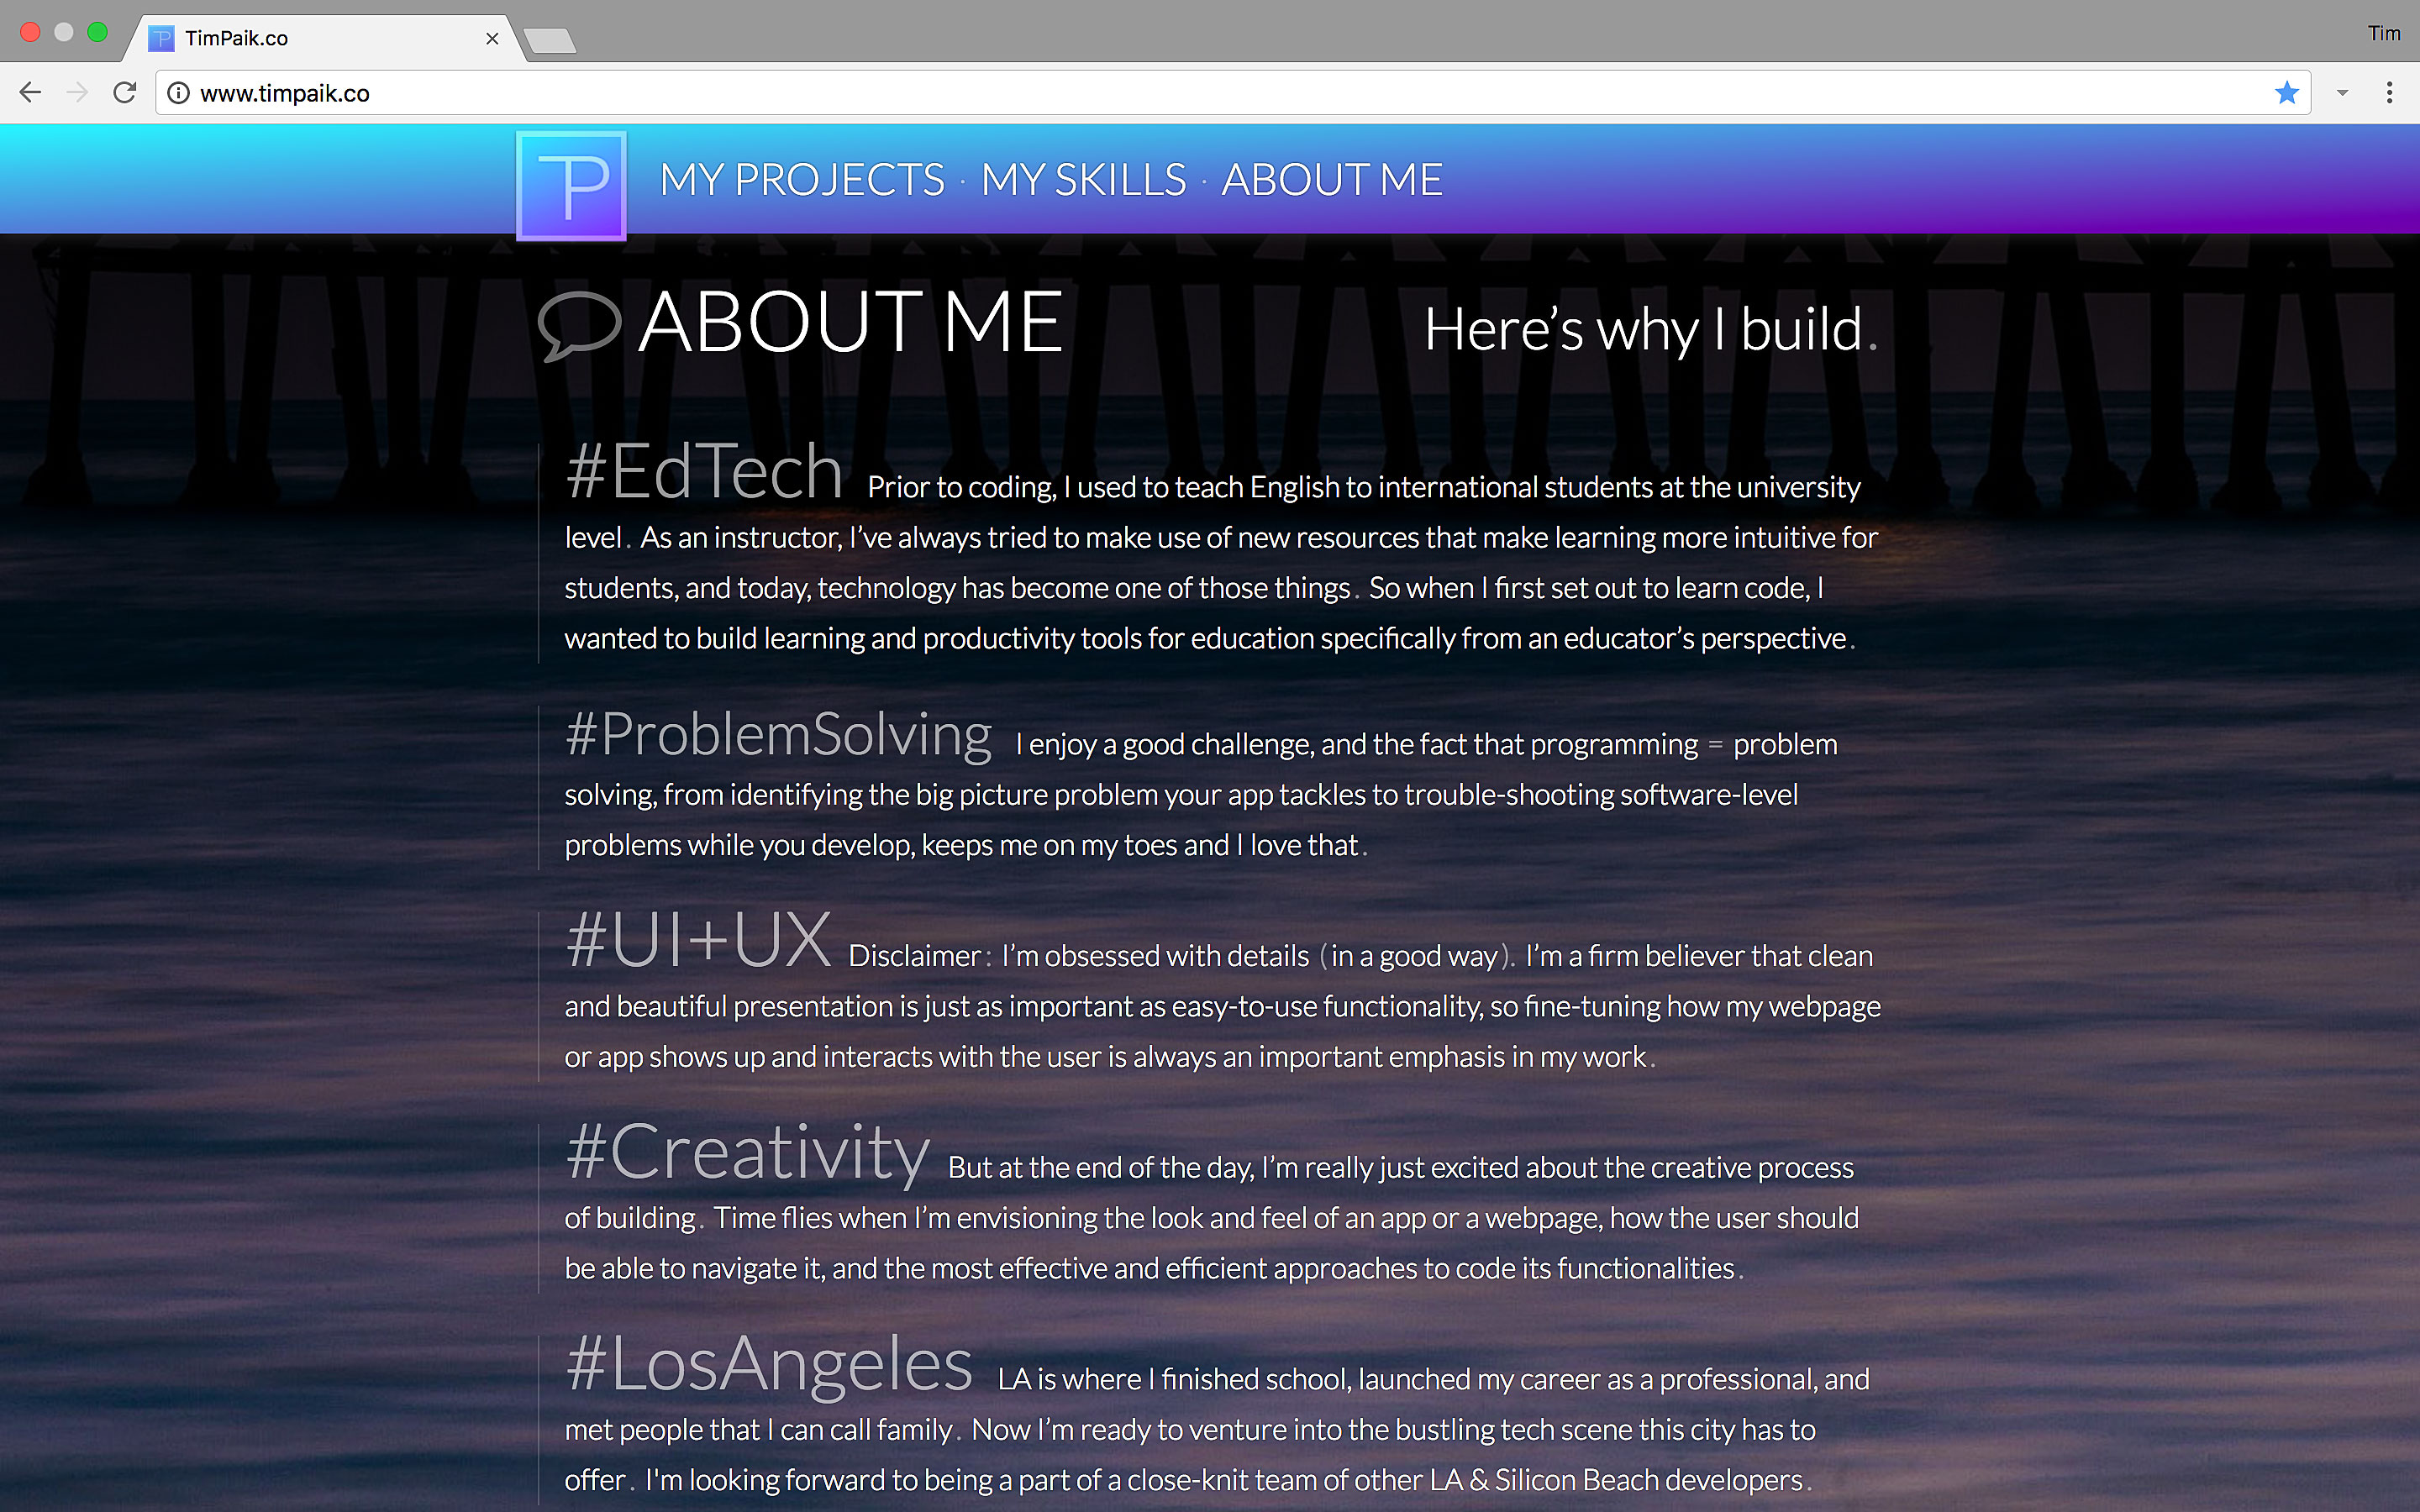 TimPaik.co
Tim
www.timpaik.co
TP
MY PROJECTS · MY SKILLS · ABOUT ME
ABOUT ME
Here’s why I build.
#EdTech Prior to coding, I used to teach English to international students at the university
level. As an instructor, I’ve always tried to make use of new resources that make learning more intuitive for
students, and today, technology has become one of those things. So when I first set out to learn code, I
wanted to build learning and productivity tools for education specifically from an educator’s perspective.
#ProblemSolving I enjoy a good challenge, and the fact that programming = problem
solving, from identifying the big picture problem your app tackles to trouble-shooting software-level
problems while you develop, keeps me on my toes and I love that.
#UI+UX Disclaimer: I’m obsessed with details (in a good way). I’m a firm believer that clean
and beautiful presentation is just as important as easy-to-use functionality, so fine-tuning how my webpage
or app shows up and interacts with the user is always an important emphasis in my work.
#Creativity But at the end of the day, I’m really just excited about the creative process
of building. Time flies when I’m envisioning the look and feel of an app or a webpage, how the user should
be able to navigate it, and the most effective and efficient approaches to code its functionalities.
#LosAngeles LA is where I finished school, launched my career as a professional, and
met people that I can call family. Now I’m ready to venture into the bustling tech scene this city has to
offer. I'm looking forward to being a part of a close-knit team of other LA & Silicon Beach developers.